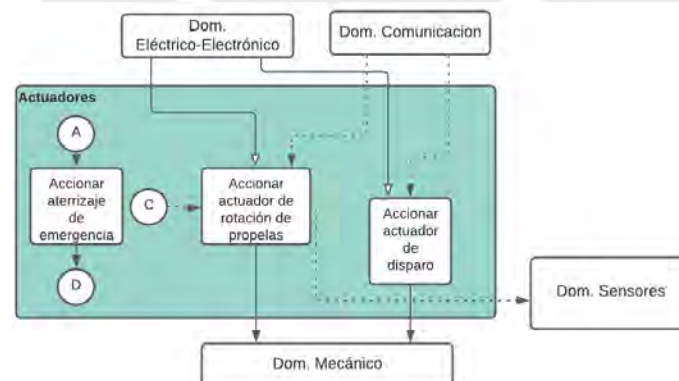 Dom.
Eléctrico-Electrónico
Dom. Comunicacion
Actuadores
A
Accionar
aterrizaje
de
emergencia
C
Accionar
actuador de
rotación de
propelas
Accionar
actuador
de
disparo
D
Dom. Sensores
Dom. Mecánico